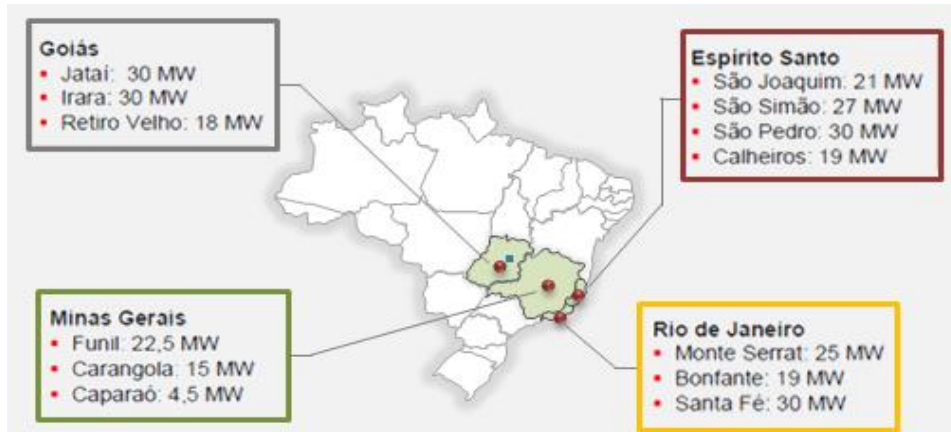 Goiás
• Jataí: 30 MW
• Irara: 30 MW
• Retiro Velho: 18 MW
Espírito Santo
• São Joaquim: 21 MW
• São Simão: 27 MW
• São Pedro: 30 MW
• Calheiros: 19 MW
Minas Gerais
• Funil: 22,5 MW
• Carangola: 15 MW
• Caparaó: 4,5 MW
Rio de Janeiro
• Monte Serrat: 25 MW
• Bonfante: 19 MW
• Santa Fé: 30 MW